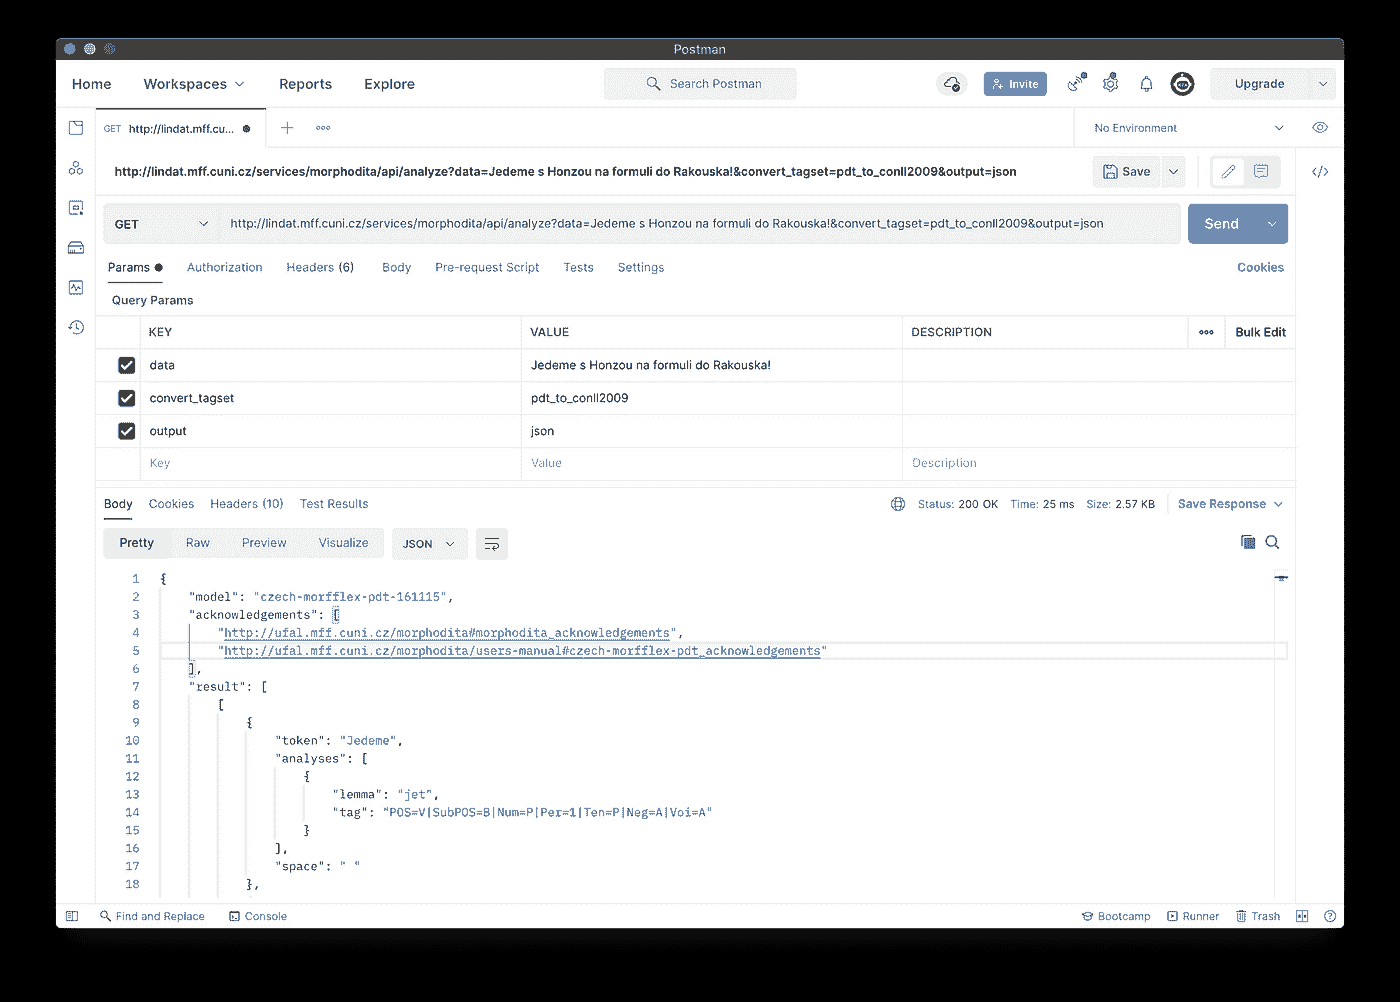 Postman
Home Workspaces Reports Explore Search Postman Invite Upgrade
GET http://lindat.mff.cu... No Environment
http://lindat.mff.cuni.cz/services/morphodita/api/analyze?data=Jedeme s Honzou na formuli do Rakouska!&convert_tagset=pdt_to_conll2009&output=json Save
GET http://lindat.mff.cuni.cz/services/morphodita/api/analyze?data=Jedeme s Honzou na formuli do Rakouska!&convert_tagset=pdt_to_conll2009&output=json Send
Params Authorization Headers (6) Body Pre-request Script Tests Settings Cookies
Query Params
KEY VALUE DESCRIPTION Bulk Edit
data Jedeme s Honzou na formuli do Rakouska!
convert_tagset pdt_to_conll2009
output json
Key Value Description
Body Cookies Headers (10) Test Results Status: 200 OK Time: 25 ms Size: 2.57 KB Save Response
Pretty Raw Preview Visualize JSON
1 {
2 "model": "czech-morfflex-pdt-161115",
3 "acknowledgements": [
4 "http://ufal.mff.cuni.cz/morphodita#morphodita_acknowledgements",
5 "http://ufal.mff.cuni.cz/morphodita/users-manual#czech-morfflex-pdt_acknowledgements"
6 ],
7 "result": [
8 [
9 {
10 "token": "Jedeme",
11 "analyses": [
12 {
13 "lemma": "jet",
14 "tag": "POS=V|SubPOS=B|Num=P|Per=1|Ten=P|Neg=A|Voi=A"
15 }
16 ],
17 "space": " "
18 },
Find and Replace Console Bootcamp Runner Trash